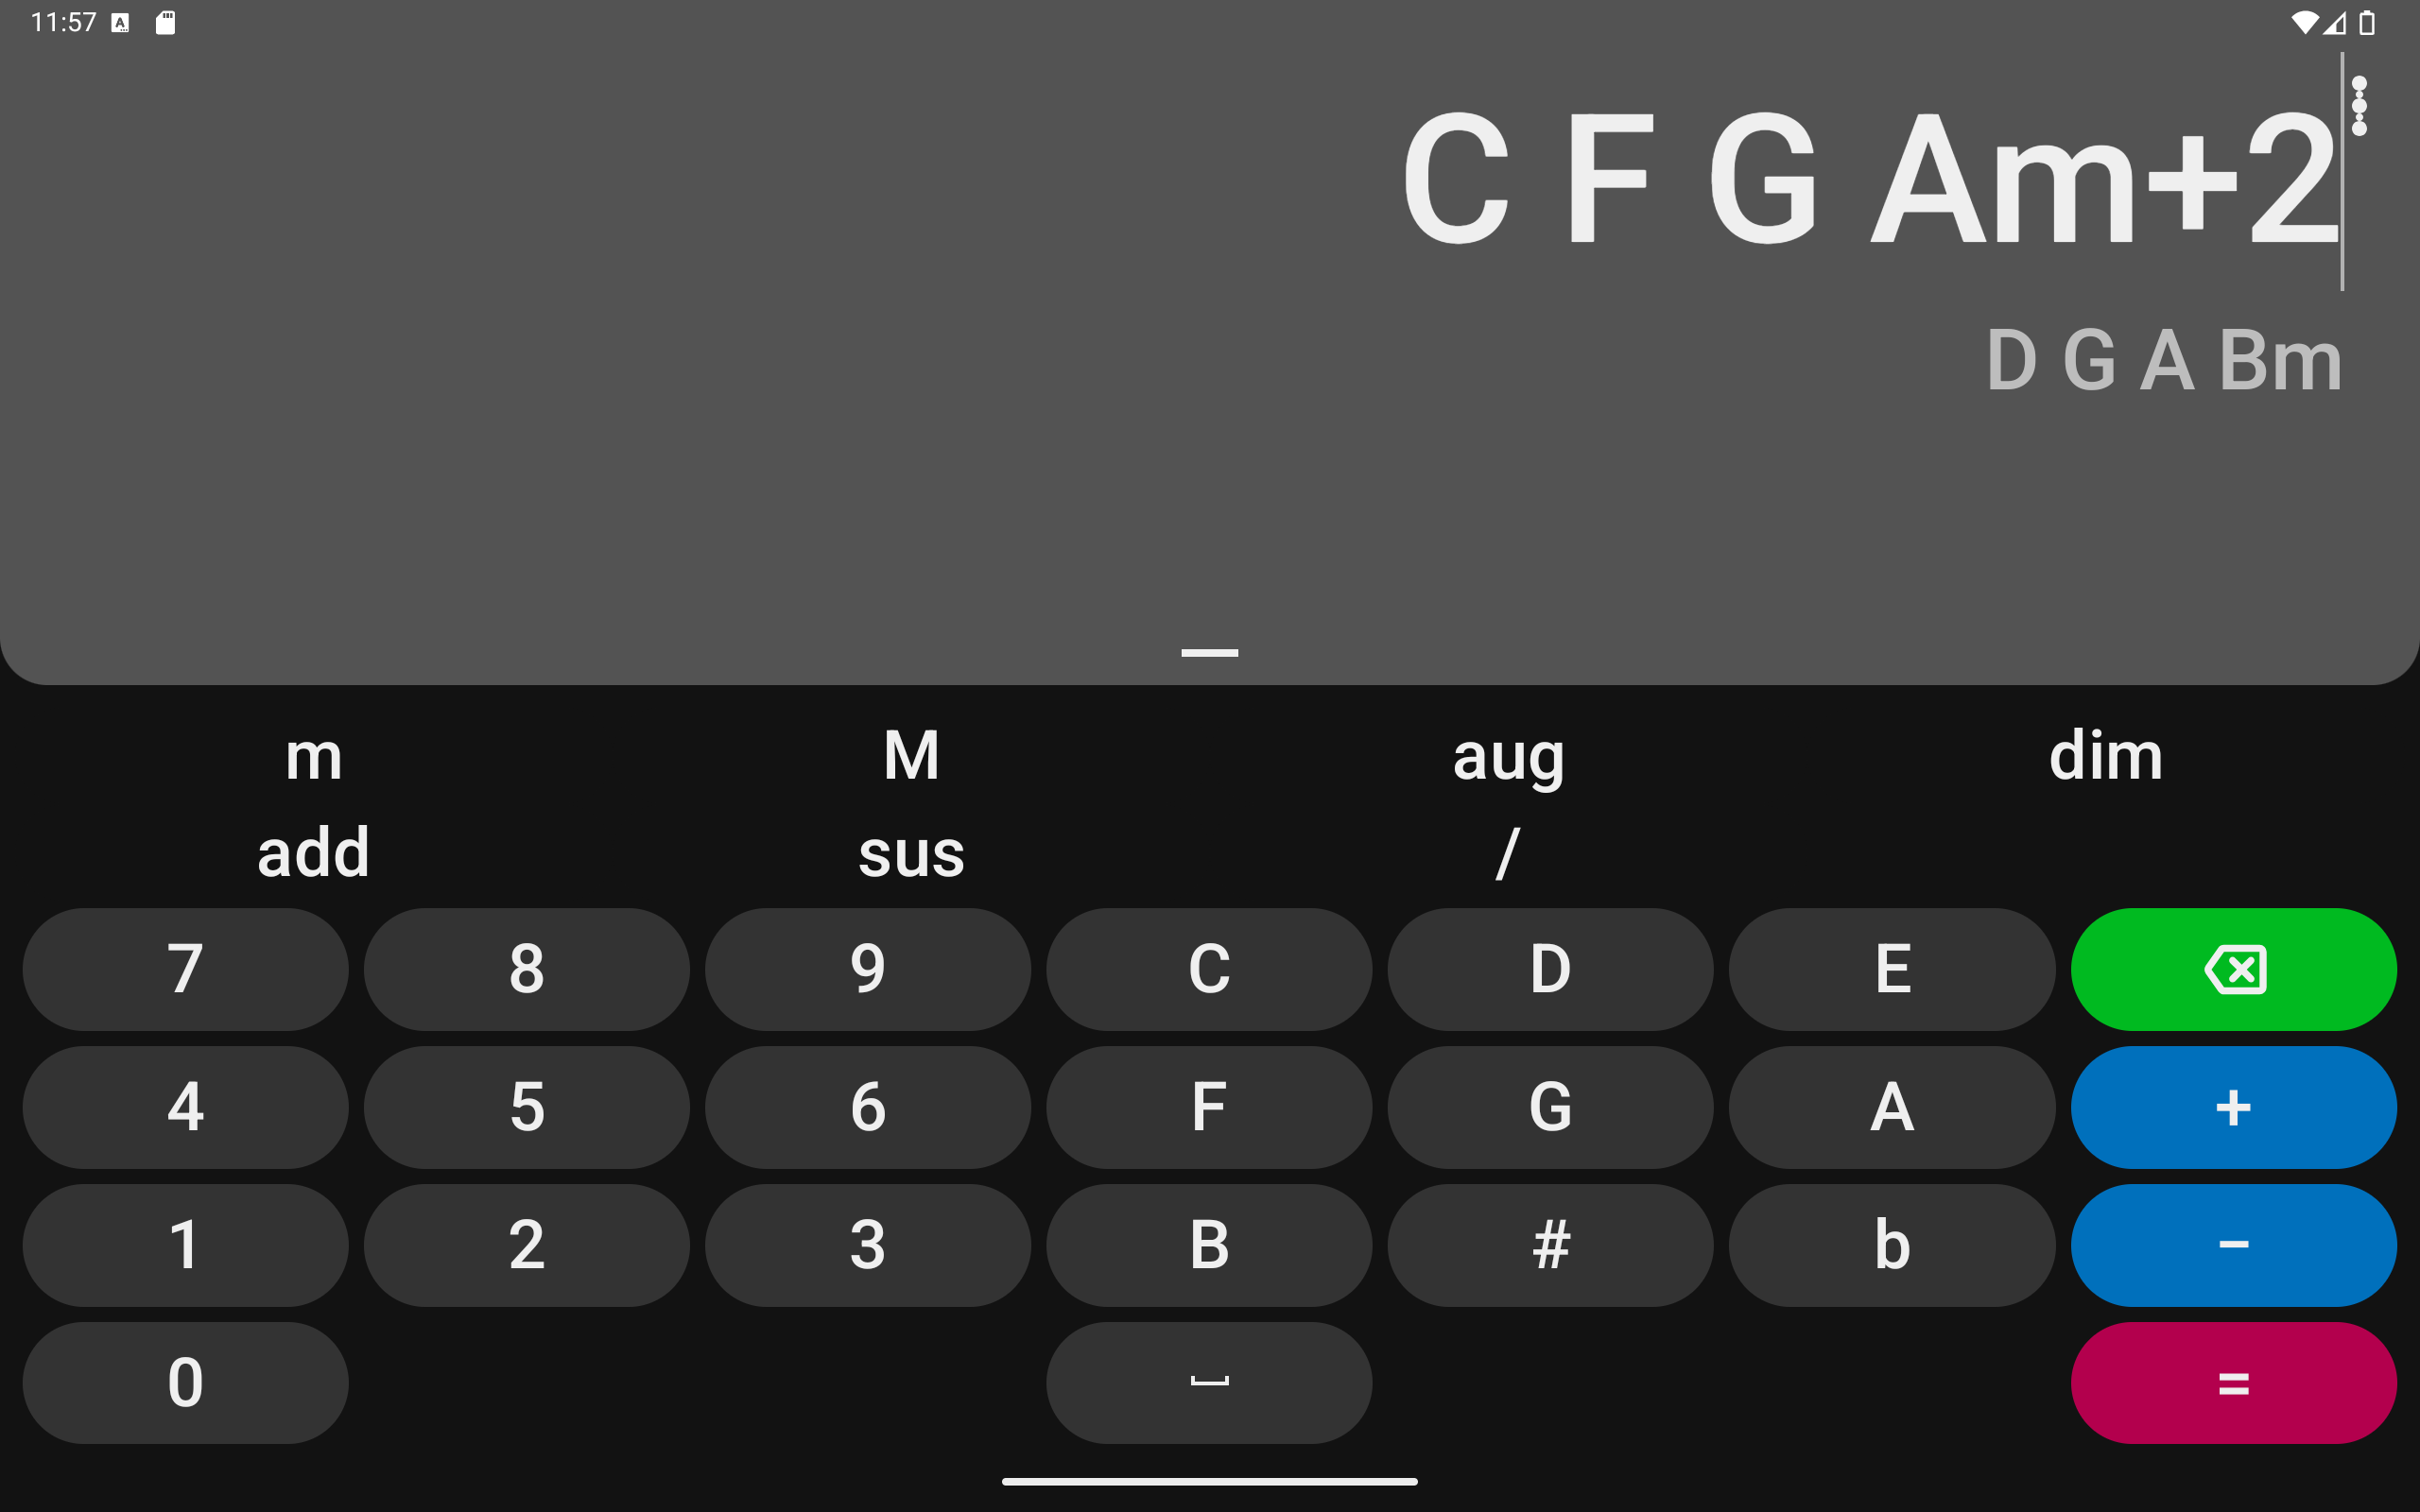 11:57
C F G Am+2
D G A Bm
m M aug dim
add sus /
7 8 9 C D E
4 5 6 F G A +
1 2 3 B # b −
0 =